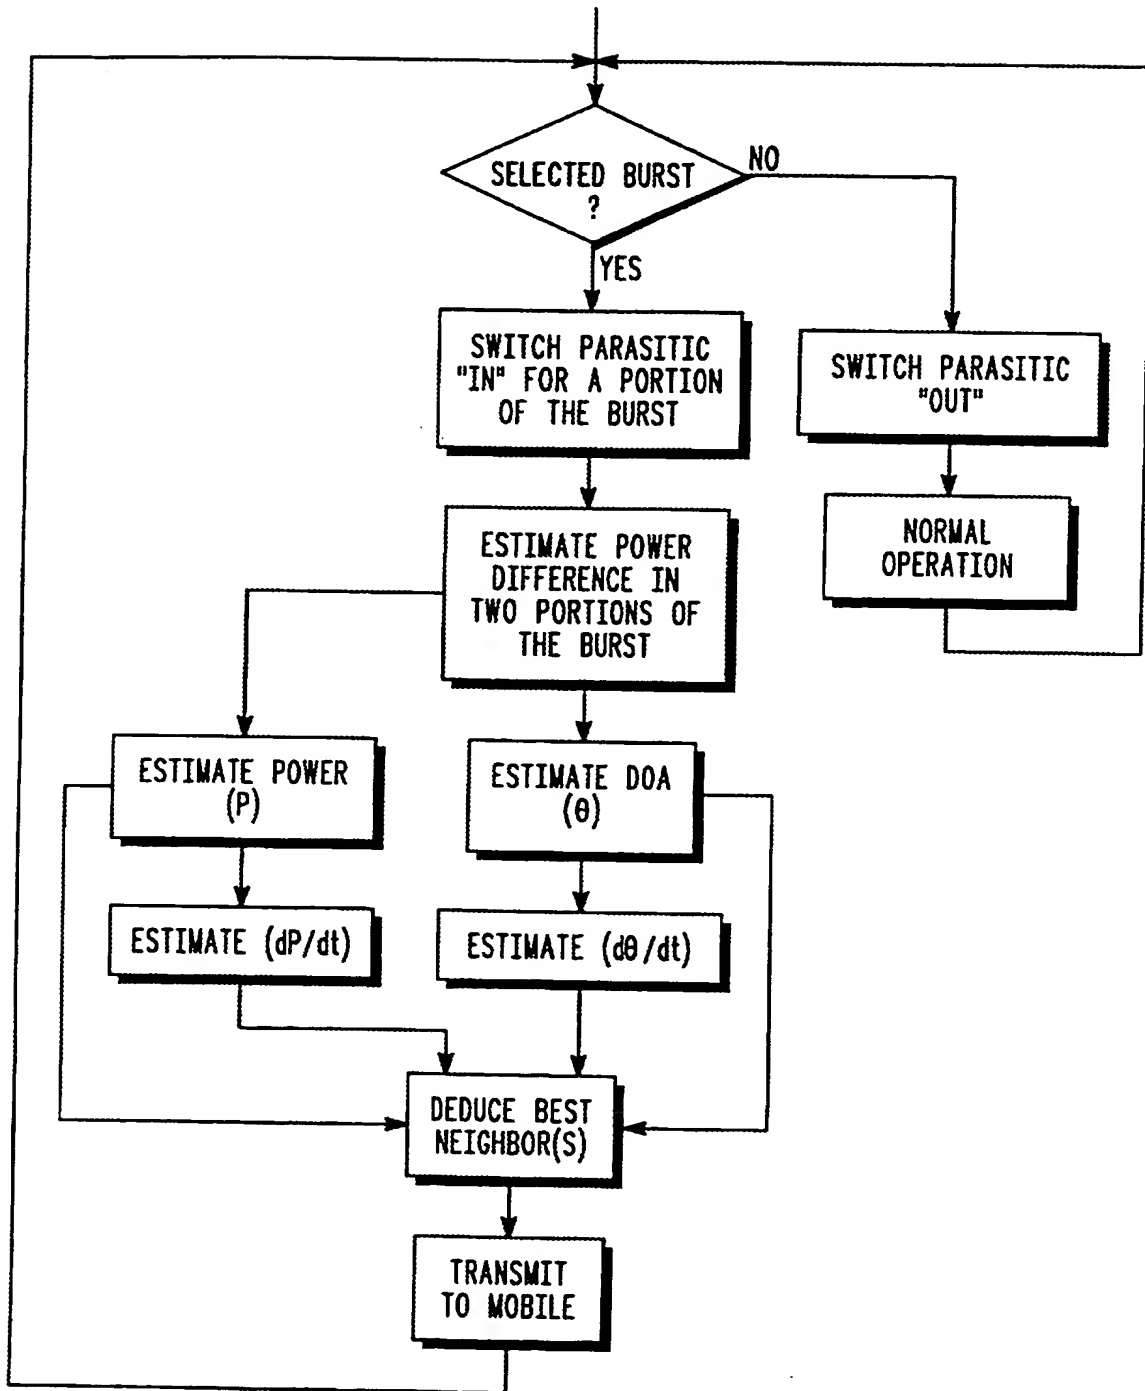 SELECTED BURST
?
NO
YES
SWITCH PARASITIC
"IN" FOR A PORTION
OF THE BURST
SWITCH PARASITIC
"OUT"
ESTIMATE POWER
DIFFERENCE IN
TWO PORTIONS OF
THE BURST
NORMAL
OPERATION
ESTIMATE POWER
(P)
ESTIMATE DOA
(θ)
ESTIMATE (dP/dt)
ESTIMATE (dθ/dt)
DEDUCE BEST
NEIGHBOR(S)
TRANSMIT
TO MOBILE